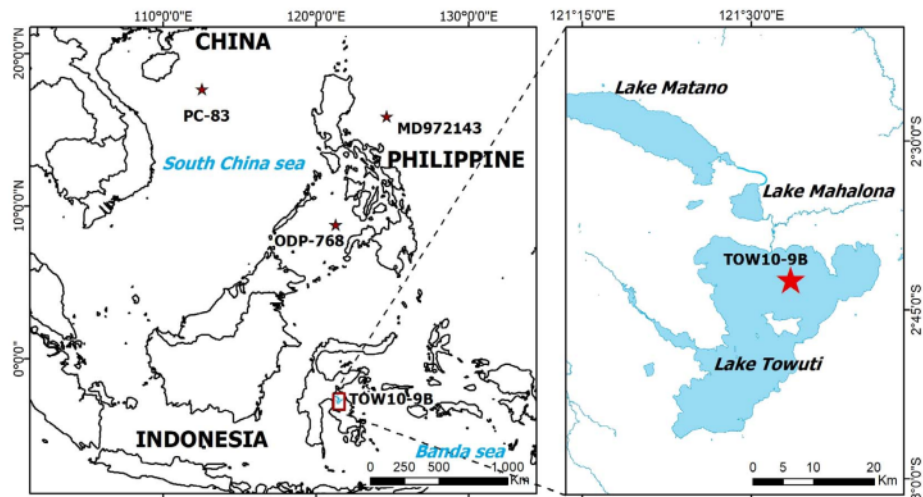 110°0'0"E 120°0'0"E 130°0'0"E
20°0'0"N
10°0'0"N
0°0'0"
CHINA
PC-83
MD972143
South China sea
PHILIPPINE
ODP-768
TOW10-9B
INDONESIA
Banda sea
0 250 500 1,000
Km
121°15'0"E 121°30'0"E
2°30'0"S
2°45'0"S
Lake Matano
Lake Mahalona
TOW10-9B
Lake Towuti
0 5 10 20
Km